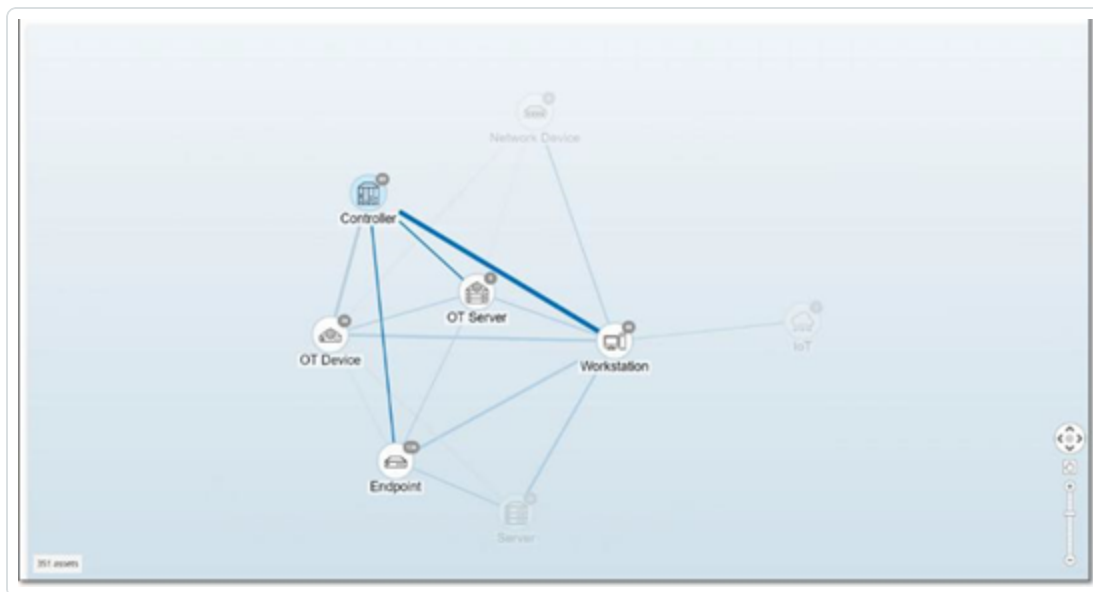 Network Device
Controller
OT Server
IoT
OT Device
Workstation
Endpoint
Server
351 assets